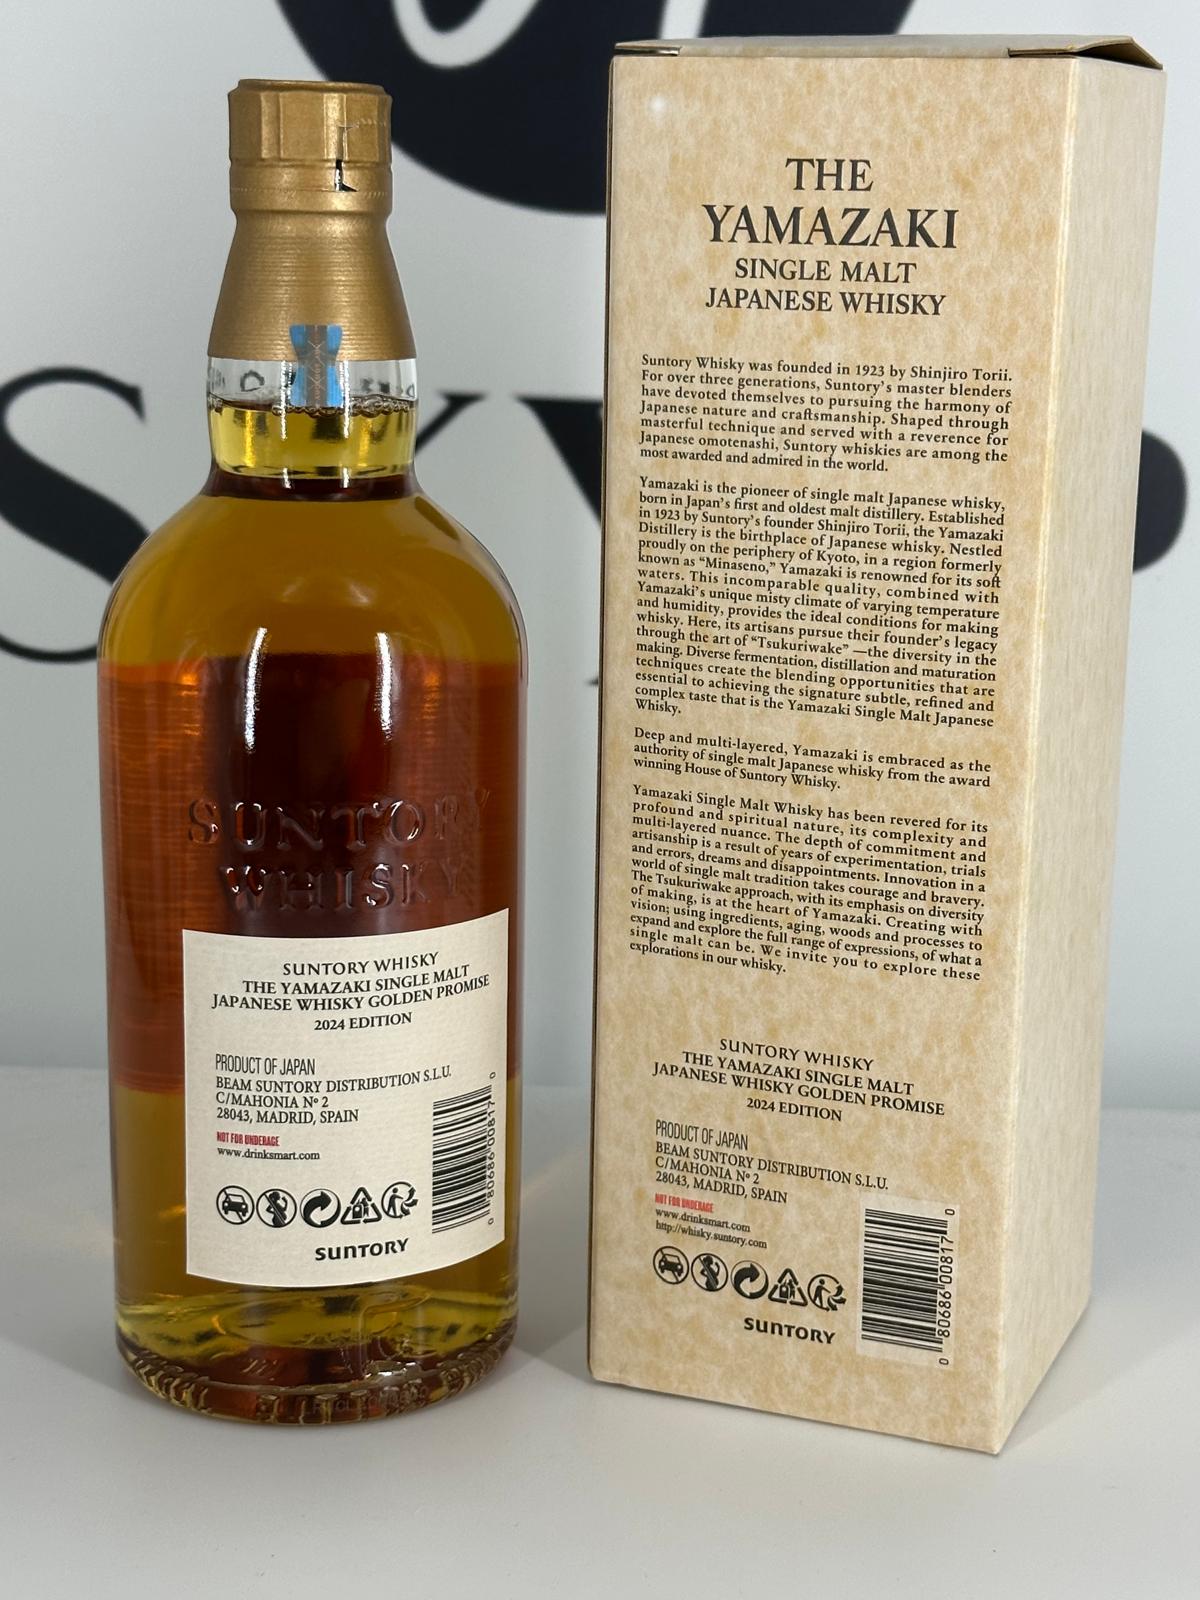 SUNTORY
WHISKY
SUNTORY WHISKY
THE YAMAZAKI SINGLE MALT
JAPANESE WHISKY GOLDEN PROMISE
2024 EDITION
PRODUCT OF JAPAN
BEAM SUNTORY DISTRIBUTION S.L.U.
C/MAHONIA Nº 2
28043, MADRID, SPAIN
NOT FOR UNDERAGE
www.drinksmart.com
0 80686 00817 0
SUNTORY
THE
YAMAZAKI
SINGLE MALT
JAPANESE WHISKY
Suntory Whisky was founded in 1923 by Shinjiro Torii.
For over three generations, Suntory's master blenders
have devoted themselves to pursuing the harmony of
Japanese nature and craftsmanship. Shaped through
masterful technique and served with a reverence for
Japanese omotenashi, Suntory whiskies are among the
most awarded and admired in the world.
Yamazaki is the pioneer of single malt Japanese whisky,
born in Japan's first and oldest malt distillery. Established
in 1923 by Suntory's founder Shinjiro Torii, the Yamazaki
Distillery is the birthplace of Japanese whisky. Nestled
proudly on the periphery of Kyoto, in a region formerly
known as "Minaseno," Yamazaki is renowned for its soft
waters. This incomparable quality, combined with
Yamazaki's unique misty climate of varying temperature
and humidity, provides the ideal conditions for making
whisky. Here, its artisans pursue their founder's legacy
through the art of "Tsukuriwake" —the diversity in the
making. Diverse fermentation, distillation and maturation
techniques create the blending opportunities that are
essential to achieving the signature subtle, refined and
complex taste that is the Yamazaki Single Malt Japanese
Whisky.
Deep and multi-layered, Yamazaki is embraced as the
authority of single malt Japanese whisky from the award
winning House of Suntory Whisky.
Yamazaki Single Malt Whisky has been revered for its
profound and spiritual nature, its complexity and
multi-layered nuance. The depth of commitment and
artisanship is a result of years of experimentation, trials
and errors, dreams and disappointments. Innovation in a
world of single malt tradition takes courage and bravery.
The Tsukuriwake approach, with its emphasis on diversity
of making, is at the heart of Yamazaki. Creating with
vision; using ingredients, aging, woods and processes to
expand and explore the full range of expressions, of what a
single malt can be. We invite you to explore these
explorations in our whisky.
SUNTORY WHISKY
THE YAMAZAKI SINGLE MALT
JAPANESE WHISKY GOLDEN PROMISE
2024 EDITION
PRODUCT OF JAPAN
BEAM SUNTORY DISTRIBUTION S.L.U.
C/MAHONIA Nº 2
28043, MADRID, SPAIN
NOT FOR UNDERAGE
www.drinksmart.com
http://whisky.suntory.com
0 80686 00817 0
SUNTORY